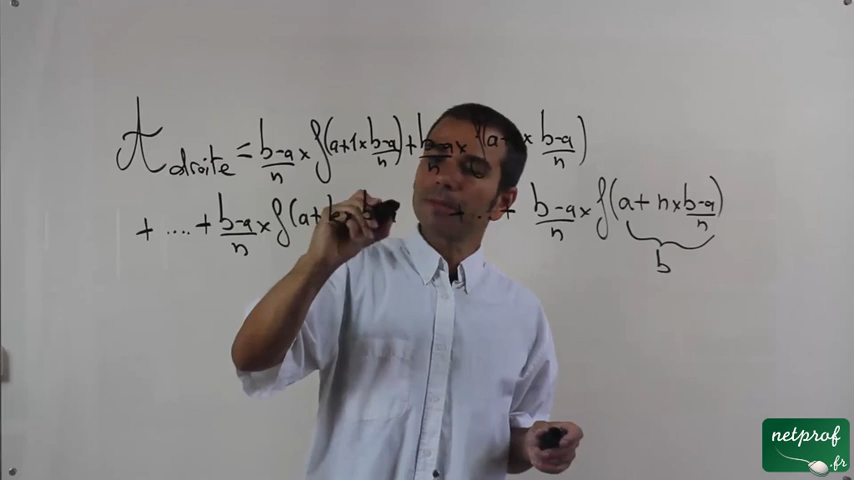 A droite = b-a/n × f(a+1×b-a/n) + b-a/n × f(a+ × b-a/n)
+ .... + b-a/n × f(a+k× b-a + ... + b-a/n × f(a+n×b-a/n)
b
netprof
.fr